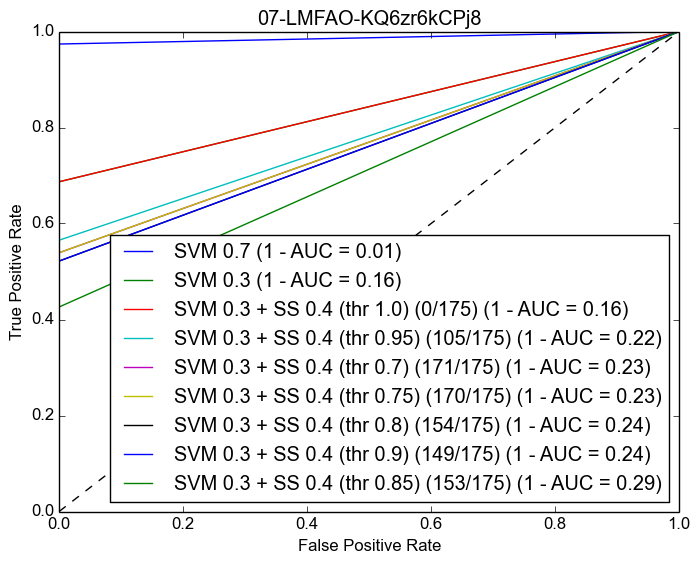 07-LMFAO-KQ6zr6kCPj8
1.0
0.8
0.6
0.4
0.2
0.0
True Positive Rate
SVM 0.7 (1 - AUC = 0.01)
SVM 0.3 (1 - AUC = 0.16)
SVM 0.3 + SS 0.4 (thr 1.0) (0/175) (1 - AUC = 0.16)
SVM 0.3 + SS 0.4 (thr 0.95) (105/175) (1 - AUC = 0.22)
SVM 0.3 + SS 0.4 (thr 0.7) (171/175) (1 - AUC = 0.23)
SVM 0.3 + SS 0.4 (thr 0.75) (170/175) (1 - AUC = 0.23)
SVM 0.3 + SS 0.4 (thr 0.8) (154/175) (1 - AUC = 0.24)
SVM 0.3 + SS 0.4 (thr 0.9) (149/175) (1 - AUC = 0.24)
SVM 0.3 + SS 0.4 (thr 0.85) (153/175) (1 - AUC = 0.29)
0.0 0.2 0.4 0.6 0.8 1.0
False Positive Rate